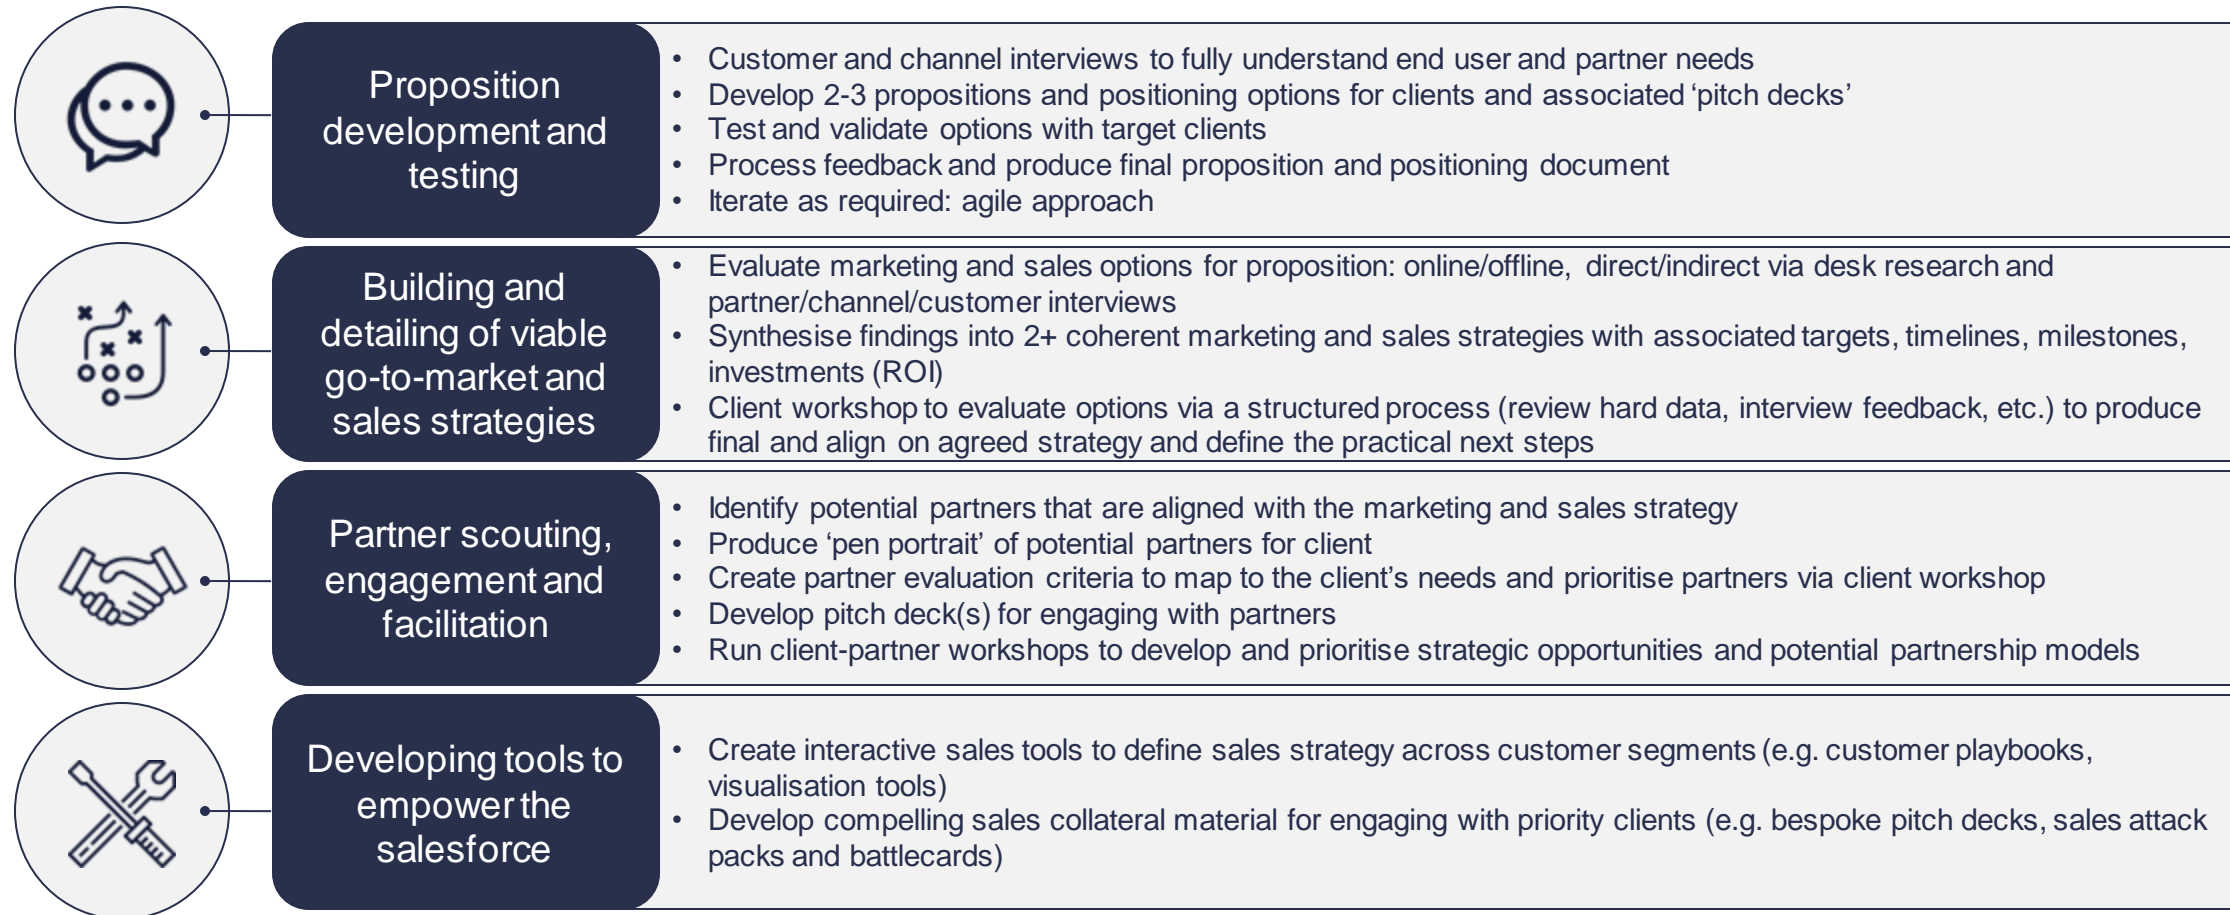 Proposition
development and
testing
• Customer and channel interviews to fully understand end user and partner needs
• Develop 2-3 propositions and positioning options for clients and associated ‘pitch decks’
• Test and validate options with target clients
• Process feedback and produce final proposition and positioning document
• Iterate as required: agile approach
Building and
detailing of viable
go-to-market and
sales strategies
• Evaluate marketing and sales options for proposition: online/offline, direct/indirect via desk research and
partner/channel/customer interviews
• Synthesise findings into 2+ coherent marketing and sales strategies with associated targets, timelines, milestones,
investments (ROI)
• Client workshop to evaluate options via a structured process (review hard data, interview feedback, etc.) to produce
final and align on agreed strategy and define the practical next steps
Partner scouting,
engagement and
facilitation
• Identify potential partners that are aligned with the marketing and sales strategy
• Produce ‘pen portrait’ of potential partners for client
• Create partner evaluation criteria to map to the client’s needs and prioritise partners via client workshop
• Develop pitch deck(s) for engaging with partners
• Run client-partner workshops to develop and prioritise strategic opportunities and potential partnership models
Developing tools to
empower the
salesforce
• Create interactive sales tools to define sales strategy across customer segments (e.g. customer playbooks,
visualisation tools)
• Develop compelling sales collateral material for engaging with priority clients (e.g. bespoke pitch decks, sales attack
packs and battlecards)